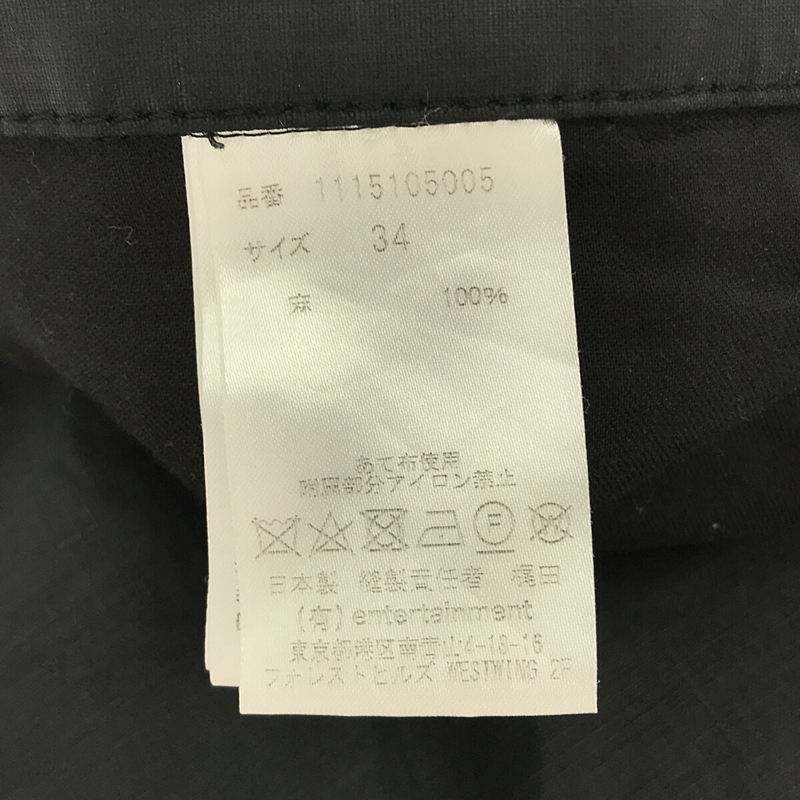 品番 1115105005
サイズ 34
麻 100%
あて布使用
附属部分アイロン禁止
日本製 縫製責任者 梶田
(有) entertainment
東京都港区南青山4-18-16
フォレストヒルズ WESTWING 2F